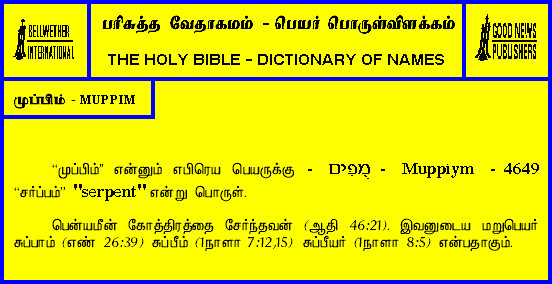 BELLWETHER
INTERNATIONAL
பரிசுத்த வேதாகமம் - பெயர் பொருள்விளக்கம்
THE HOLY BIBLE - DICTIONARY OF NAMES
GOOD NEWS
PUBLISHERS
முப்பிம் - MUPPIM
“முப்பிம்” என்னும் எபிரெய பெயருக்கு - מֻפִּים - Muppiym - 4649
“சர்ப்பம்” "serpent" என்று பொருள்.
பென்யமீன் கோத்திரத்தை சேர்ந்தவன் (ஆதி 46:21). இவனுடைய மறுபெயர்
சுப்பாம் (எண் 26:39) சுப்பீம் (1நாளா 7:12,15) சுப்பீயர் (1நாளா 8:5) என்பதாகும்.